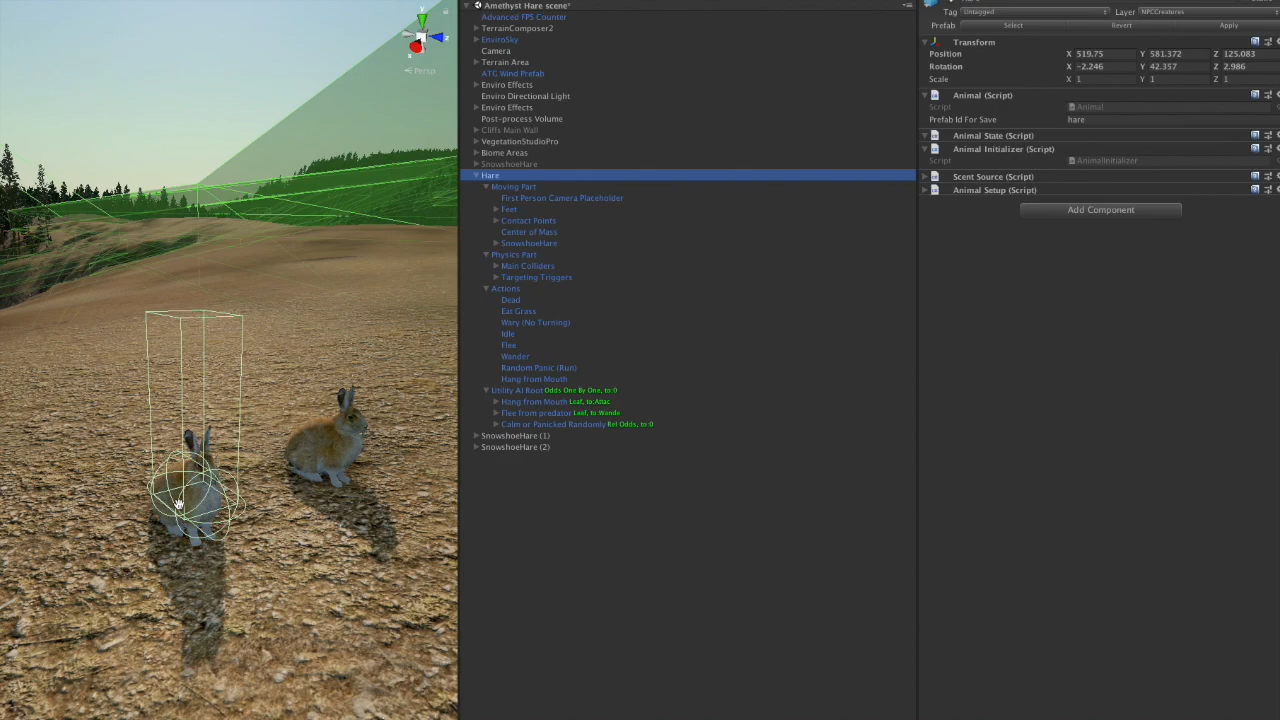 y
z
x
Persp
Amethyst Hare scene*
Advanced FPS Counter
TerrainComposer2
EnviroSky
Camera
Terrain Area
ATG Wind Prefab
Enviro Effects
Enviro Directional Light
Enviro Effects
Post-process Volume
Cliffs Main Wall
VegetationStudioPro
Biome Areas
SnowshoeHare
Hare
Moving Part
First Person Camera Placeholder
Feet
Contact Points
Center of Mass
SnowshoeHare
Physics Part
Main Colliders
Targeting Triggers
Actions
Dead
Eat Grass
Wary (No Turning)
Idle
Flee
Wander
Random Panic (Run)
Hang from Mouth
Utility AI Root Odds One By One, to:0
Hang from Mouth Leaf, to:Attac
Flee from predator Leaf, to:Wande
Calm or Panicked Randomly Rel Odds, to:0
SnowshoeHare (1)
SnowshoeHare (2)
Tag Untagged Layer NPCCreatures
Prefab Select Revert Apply
Transform
Position X 519.75 Y 581.372 Z 125.083
Rotation X -2.246 Y 42.357 Z 2.986
Scale X 1 Y 1 Z 1
Animal (Script)
Script Animal
Prefab Id For Save hare
Animal State (Script)
Animal Initializer (Script)
Script AnimalInitializer
Scent Source (Script)
Animal Setup (Script)
Add Component